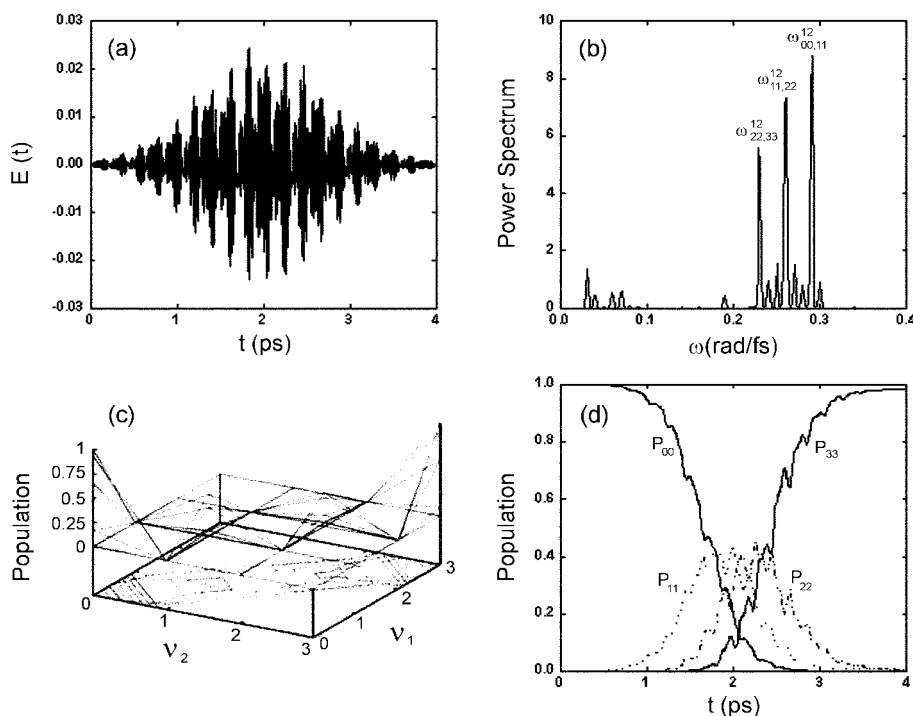 (a)
0.03
0.02
0.01
0.00
-0.01
-0.02
-0.03
E (t)
0 1 2 3 4
t (ps)
(b)
10
8
6
4
2
0
Power Spectrum
ω¹²₀₀,₁₁
ω¹²₁₁,₂₂
ω¹²₂₂,₃₃
0.0 0.1 0.2 0.3 0.4
ω(rad/fs)
(c)
1
0.75
0.5
0.25
0
Population
0 1 2 3
ν₂
0 1 2 3
ν₁
(d)
1.0
0.8
0.6
0.4
0.2
0.0
Population
P₀₀
P₃₃
P₁₁
P₂₂
0 1 2 3 4
t (ps)